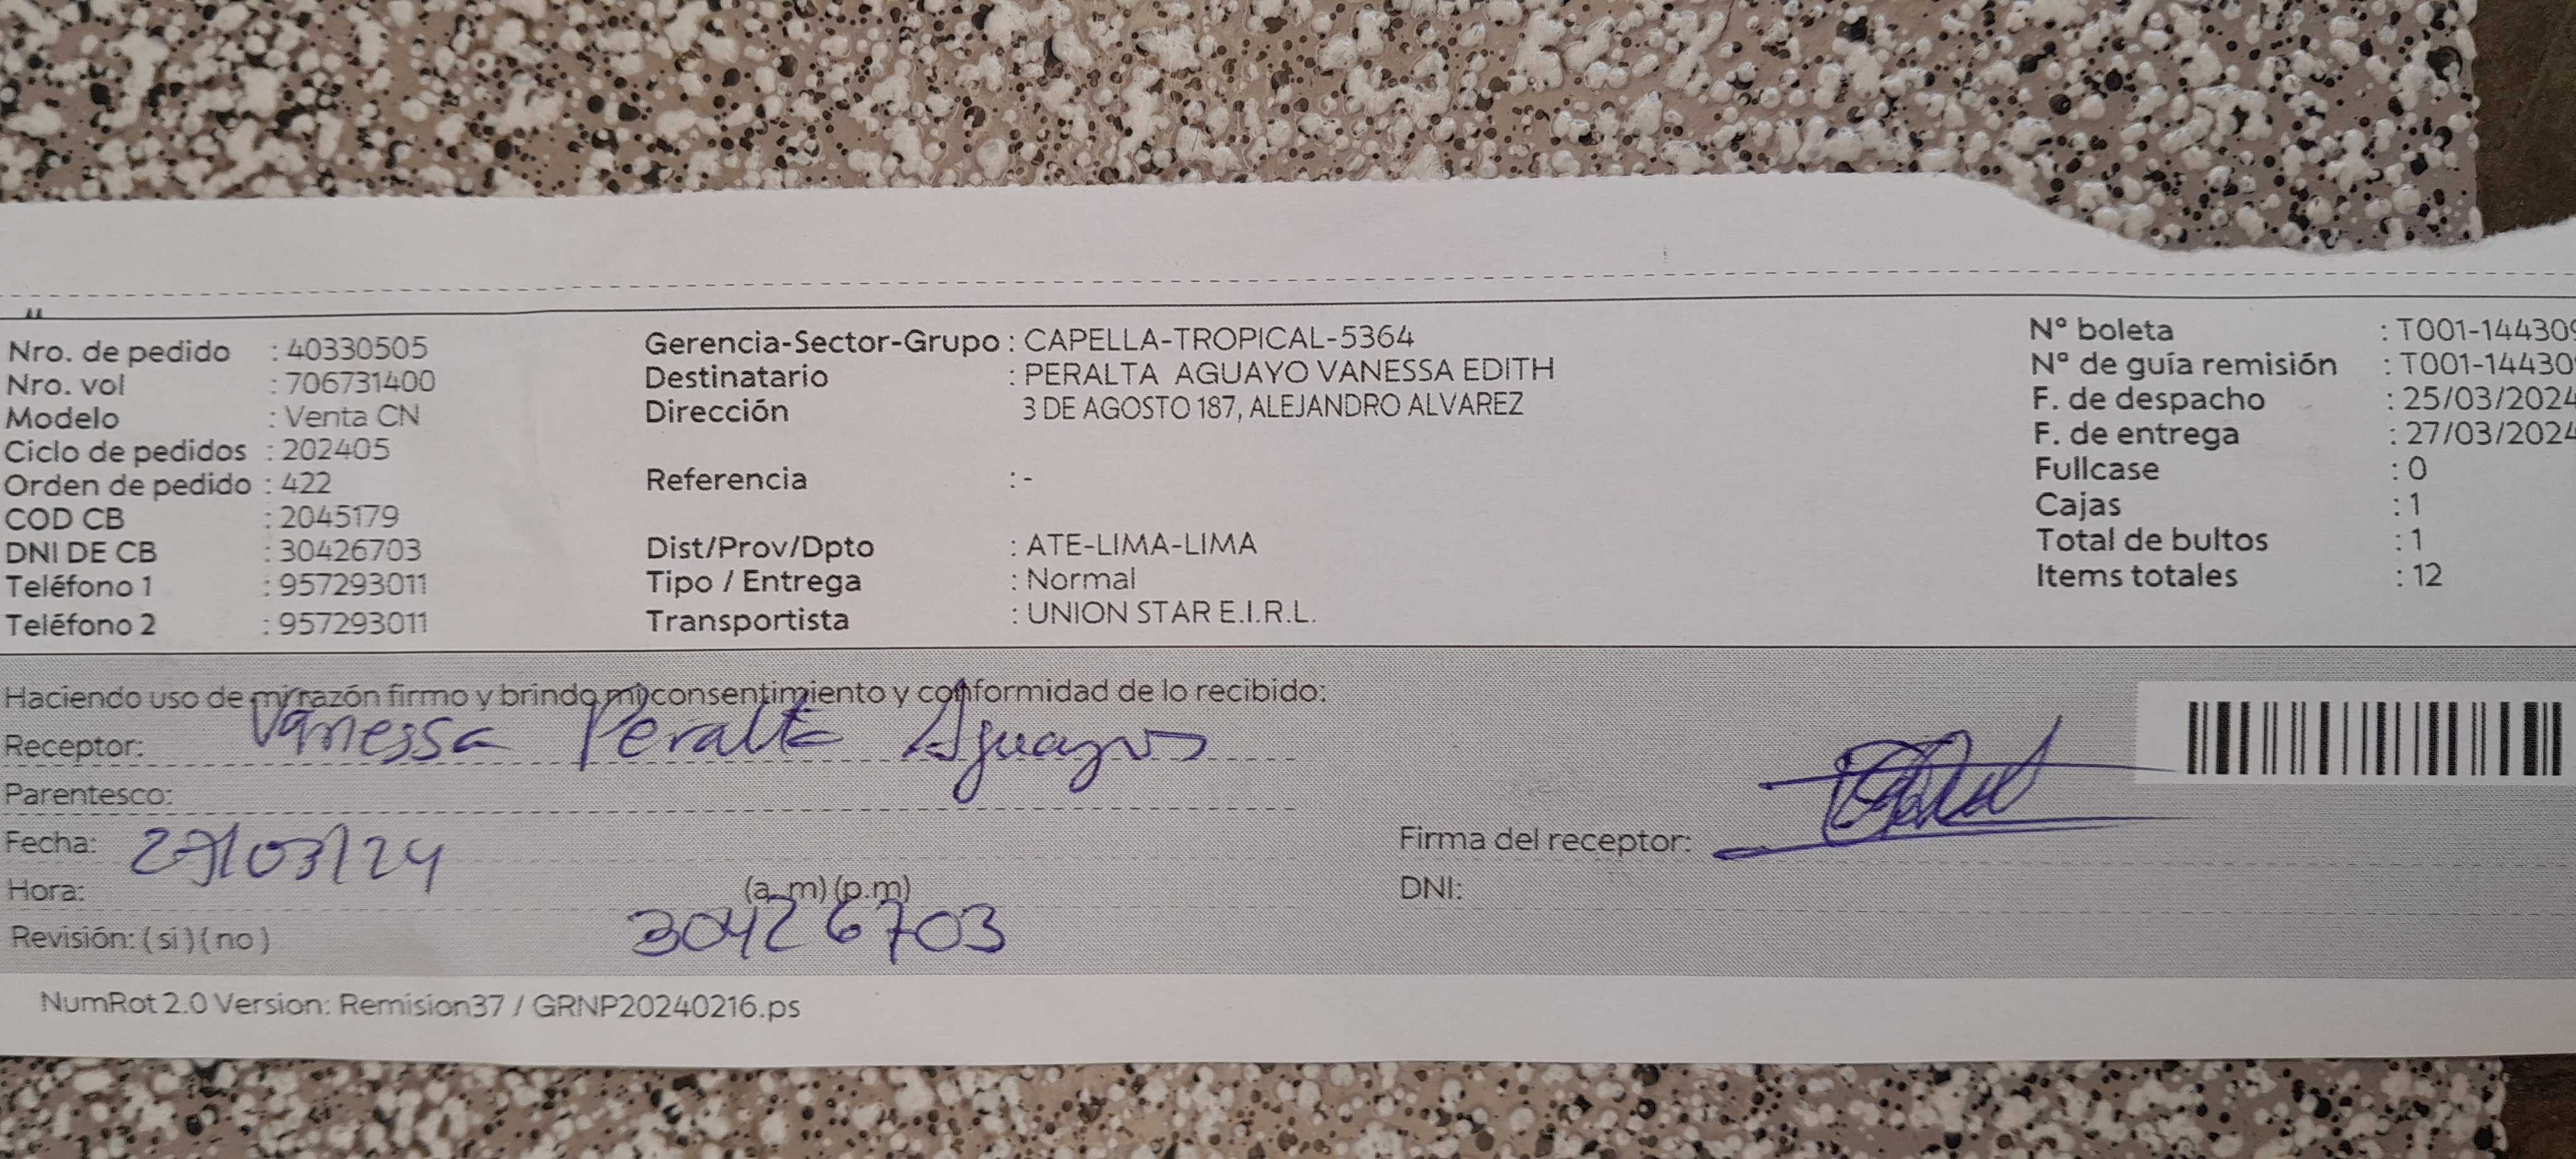 Nro. de pedido : 40330505
Nro. vol : 706731400
Modelo : Venta CN
Ciclo de pedidos : 202405
Orden de pedido : 422
COD CB : 2045179
DNI DE CB : 30426703
Teléfono 1 : 957293011
Teléfono 2 : 957293011
Gerencia-Sector-Grupo : CAPELLA-TROPICAL-5364
Destinatario : PERALTA AGUAYO VANESSA EDITH
Dirección 3 DE AGOSTO 187, ALEJANDRO ALVAREZ
Referencia : -
Dist/Prov/Dpto : ATE-LIMA-LIMA
Tipo / Entrega : Normal
Transportista : UNION STAR E.I.R.L.
N° boleta : T001-144309
N° de guía remisión : T001-14430
F. de despacho : 25/03/2024
F. de entrega : 27/03/2024
Fullcase : 0
Cajas : 1
Total de bultos : 1
Items totales : 12
Haciendo uso de mi razón firmo y brindo mi consentimiento y conformidad de lo recibido:
Receptor: Vanessa Peralta Aguayo
Parentesco:
Fecha: 27/03/24
Hora: (a. m) (p.m)
Revisión: ( si ) ( no ) 30426703
Firma del receptor:
DNI:
NumRot 2.0 Version: Remision37 / GRNP20240216.ps